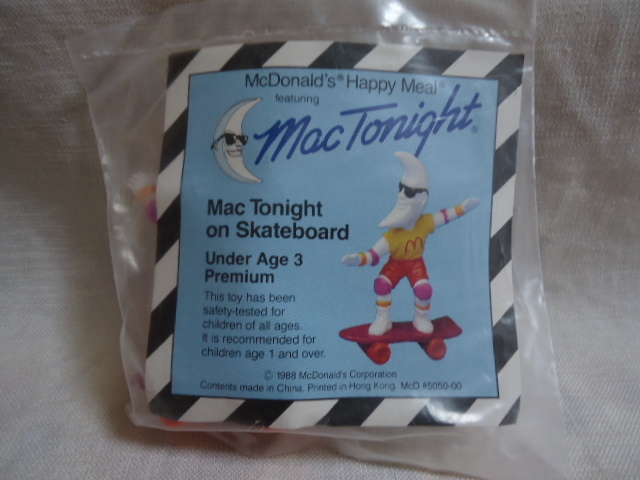 McDonald's® Happy Meal®
featuring
Mac Tonight®
Mac Tonight
on Skateboard
Under Age 3
Premium
This toy has been
safety-tested for
children of all ages.
It is recommended for
children age 1 and over.
© 1988 McDonald's Corporation
Contents made in China. Printed in Hong Kong. McD #5050-00